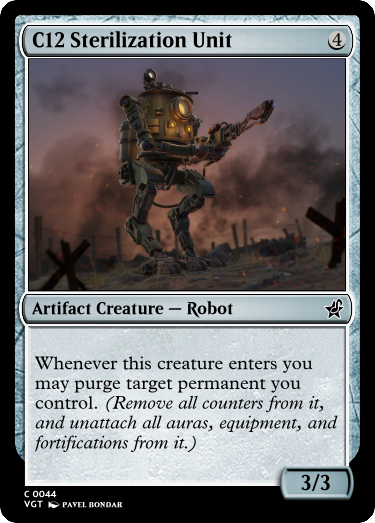 C12 Sterilization Unit 4
Artifact Creature — Robot
Whenever this creature enters you
may purge target permanent you
control. (Remove all counters from it,
and unattach all auras, equipment, and
fortifications from it.)
3/3
C 0044
VGT PAVEL BONDAR